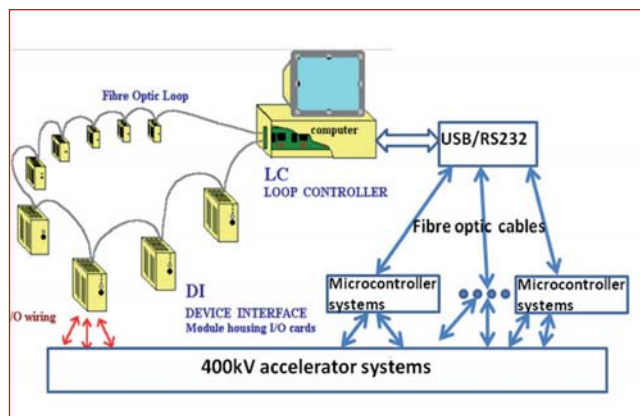 Fibre Optic Loop
computer
LC
LOOP CONTROLLER
USB/RS232
Fibre optic cables
DI
DEVICE INTERFACE
Module housing I/O cards
Microcontroller
systems
Microcontroller
systems
/O wiring
400kV accelerator systems